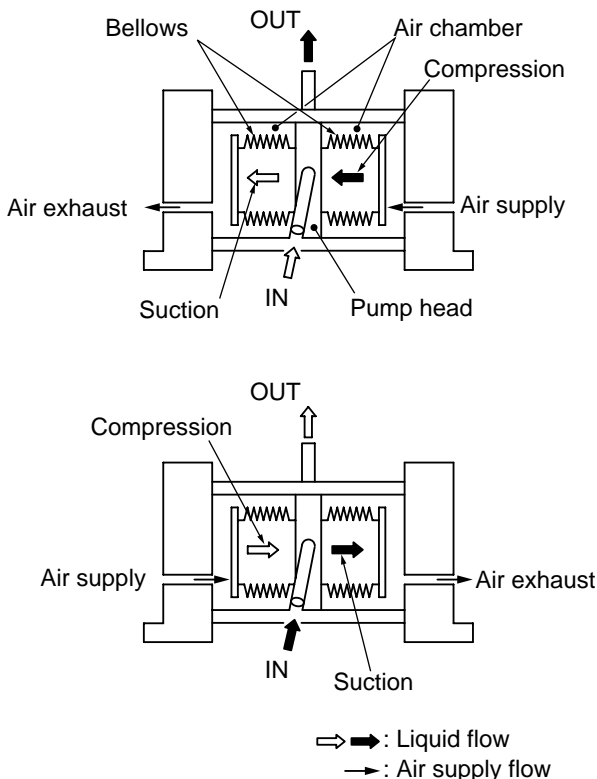 OUT
Bellows
Air chamber
Compression
Air exhaust
Air supply
IN
Suction
Pump head
OUT
Compression
Air supply
Air exhaust
IN
Suction
: Liquid flow
: Air supply flow